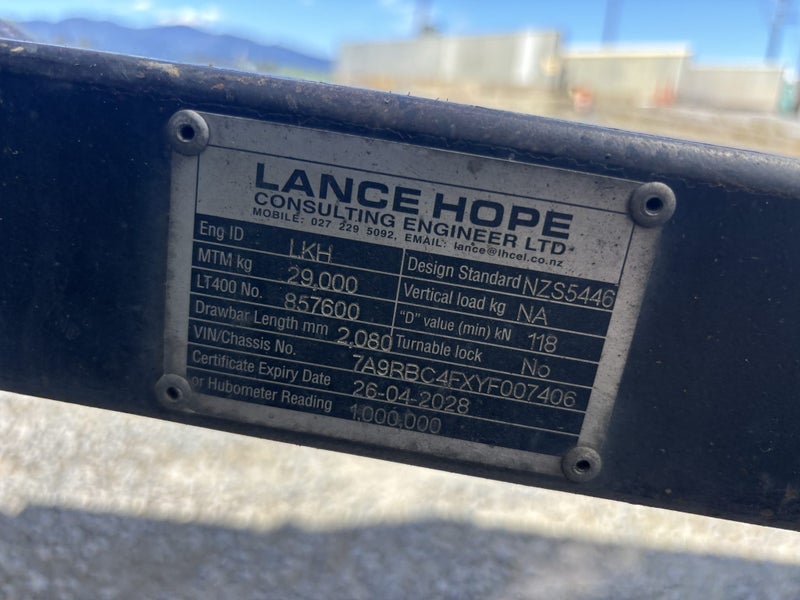 LANCE HOPE
CONSULTING ENGINEER LTD
MOBILE: 027 229 5092, EMAIL: lance@lhcel.co.nz
Eng ID LKH Design Standard NZS5446
MTM kg 29,000 Vertical load kg NA
LT400 No. 857600 "D" value (min) kN 118
Drawbar Length mm 2,080 Turnable lock No
VIN/Chassis No. 7A9RBC4FXYF007406
Certificate Expiry Date 26-04-2028
or Hubometer Reading 1,000,000